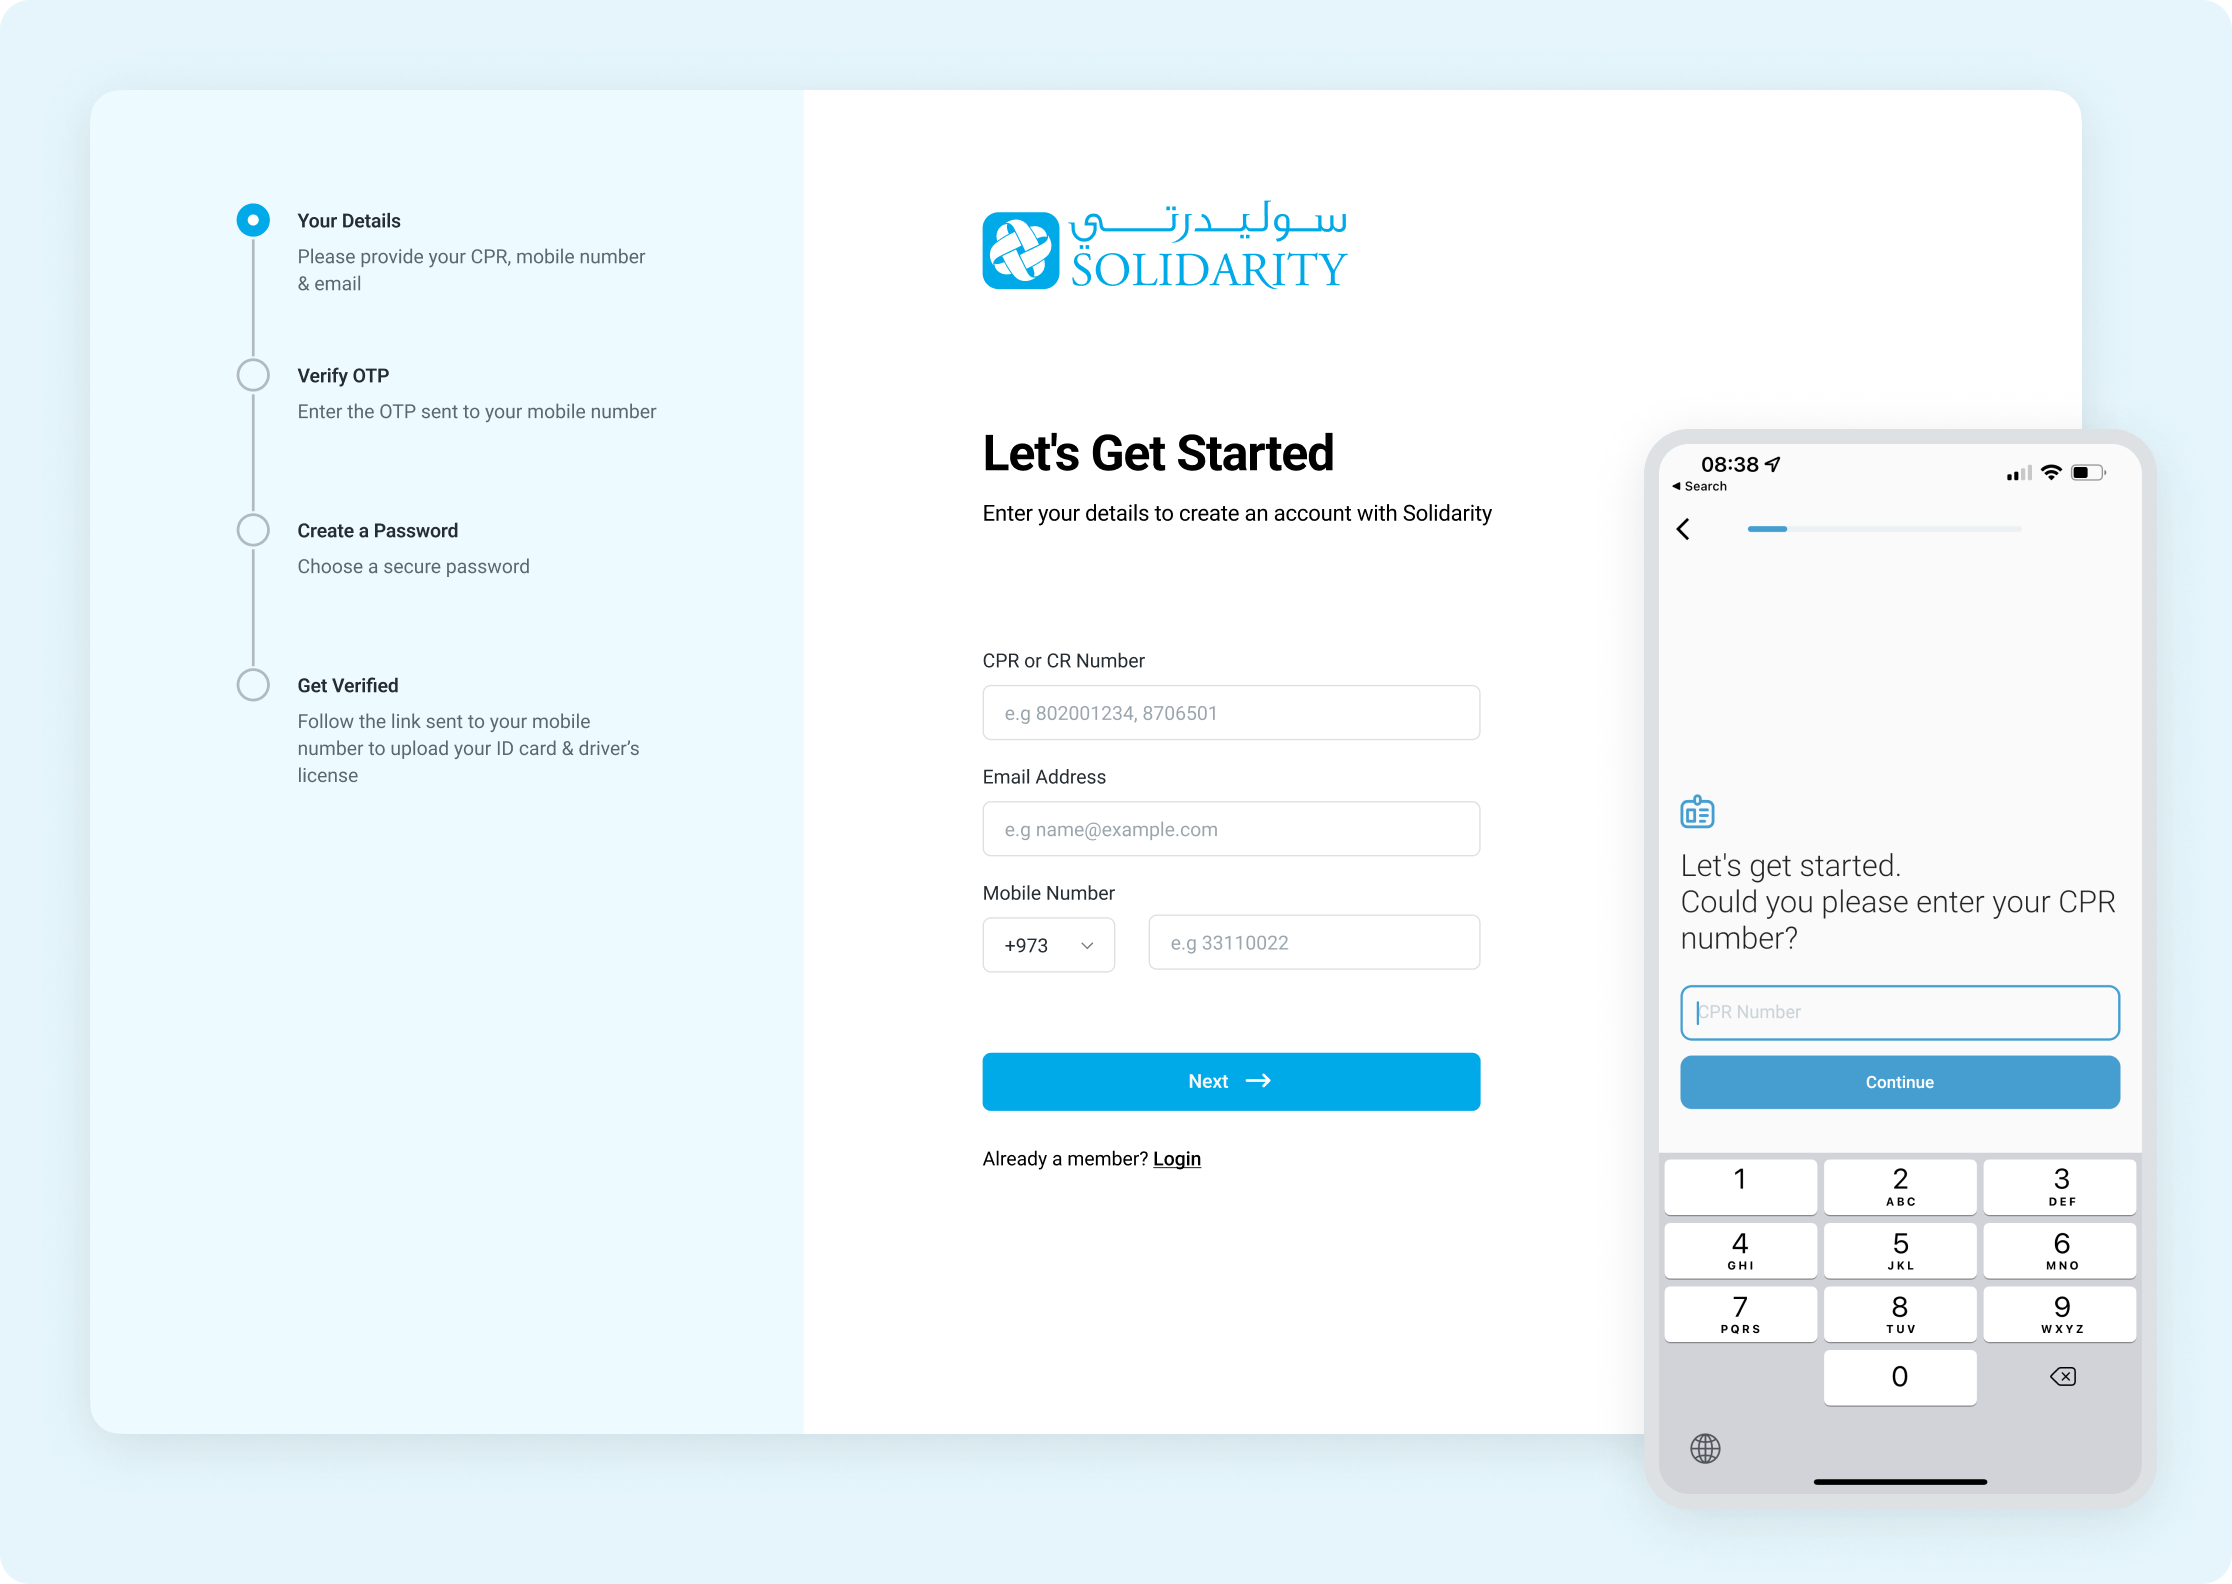 Your Details
Please provide your CPR, mobile number
& email
Verify OTP
Enter the OTP sent to your mobile number
Create a Password
Choose a secure password
Get Verified
Follow the link sent to your mobile
number to upload your ID card & driver’s
license
سوليدرتي
SOLIDARITY
Let's Get Started
Enter your details to create an account with Solidarity
CPR or CR Number
e.g 802001234, 8706501
Email Address
e.g name@example.com
Mobile Number
+973
e.g 33110022
Next
Already a member? Login
08:38
Search
Let's get started.
Could you please enter your CPR
number?
CPR Number
Continue
1 2 3
ABC DEF
4 5 6
GHI JKL MNO
7 8 9
PQRS TUV WXYZ
0